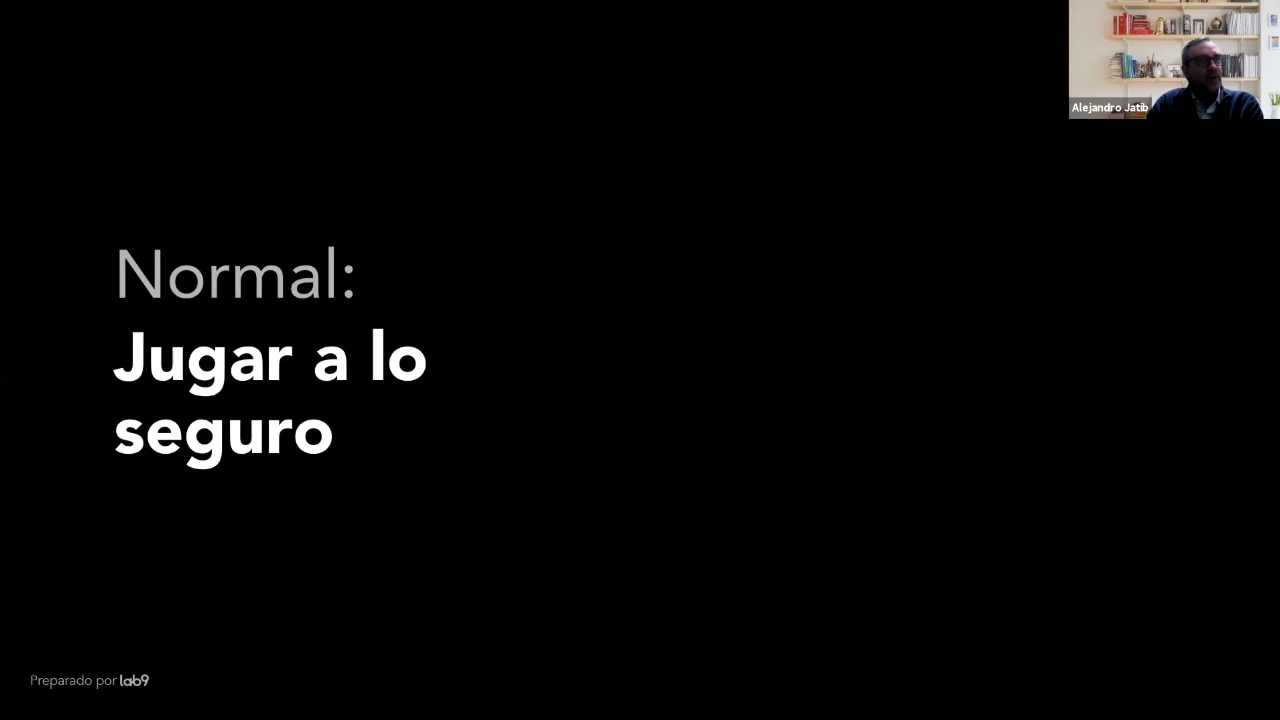 Alejandro Jatib
Normal:
Jugar a lo
seguro
Preparado por lab9